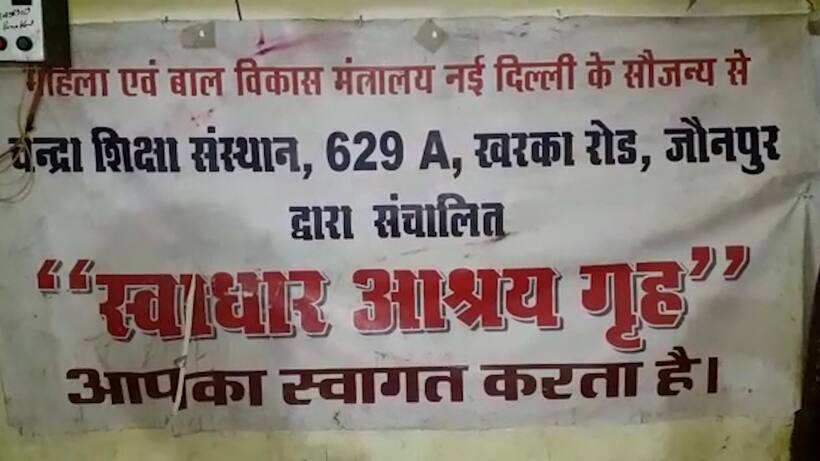 महिला एवं बाल विकास मंत्रालय नई दिल्ली के सौजन्य से
चन्द्रा शिक्षा संस्थान, 629 A, खरका रोड, जौनपुर
द्वारा संचालित
“स्वाधार आश्रय गृह”
आपका स्वागत करता है।